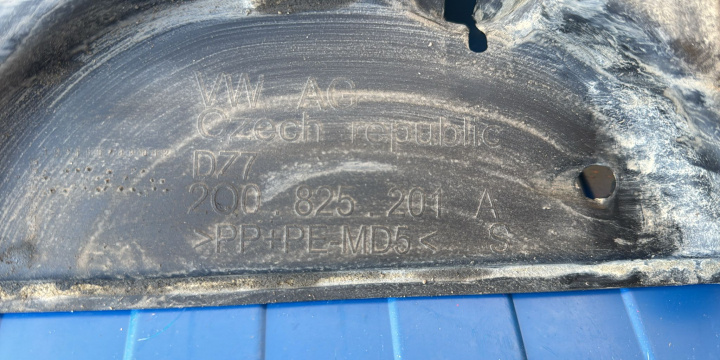 VW AG
Czech republic
D77
2Q0 . 825 . 201 A
>PP+PE-MD5< S